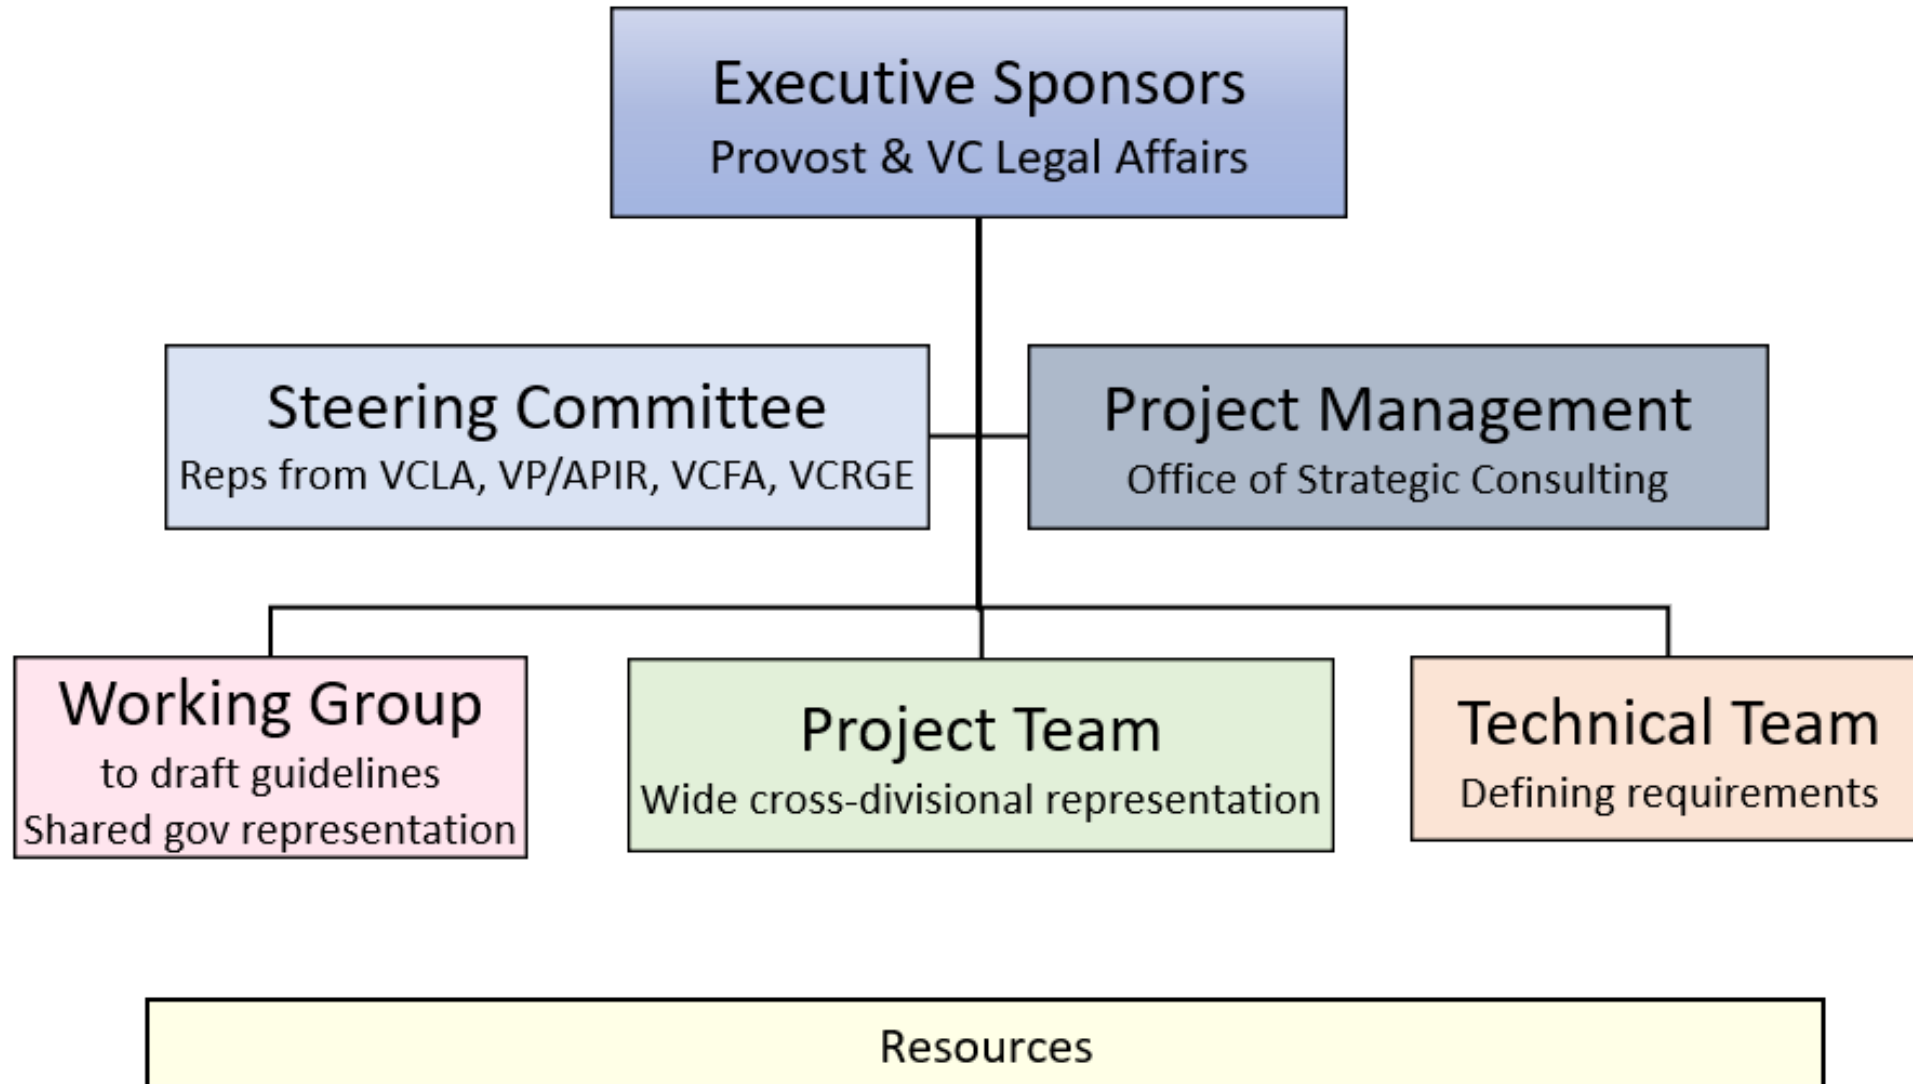 Executive Sponsors
Provost & VC Legal Affairs
Steering Committee
Reps from VCLA, VP/APIR, VCFA, VCRGE
Project Management
Office of Strategic Consulting
Working Group
to draft guidelines
Shared gov representation
Project Team
Wide cross-divisional representation
Technical Team
Defining requirements
Resources